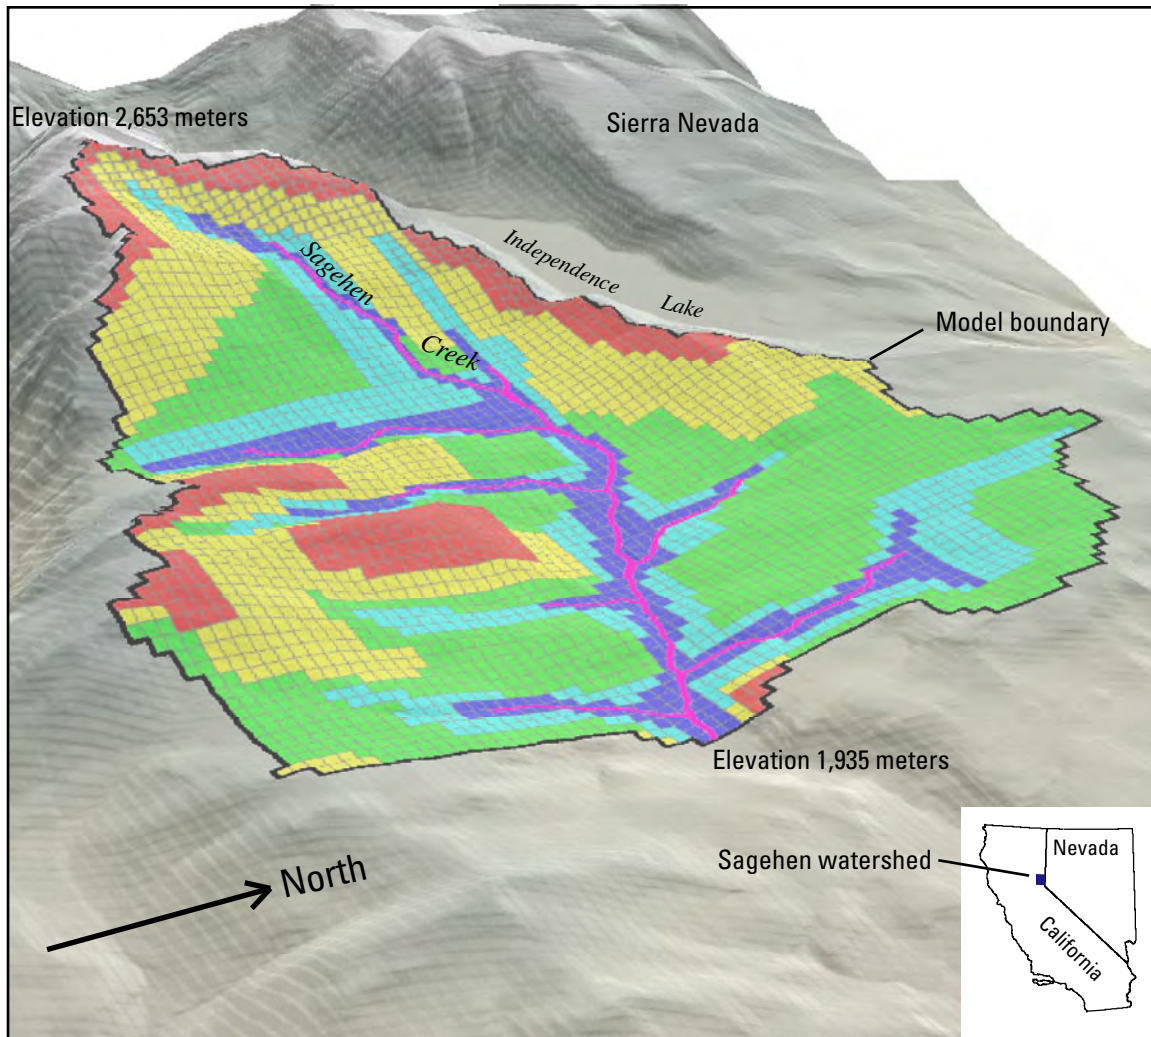 Elevation 2,653 meters
Sierra Nevada
Sagehen
Creek
Independence
Lake
Model boundary
Elevation 1,935 meters
North
Sagehen watershed
Nevada
California